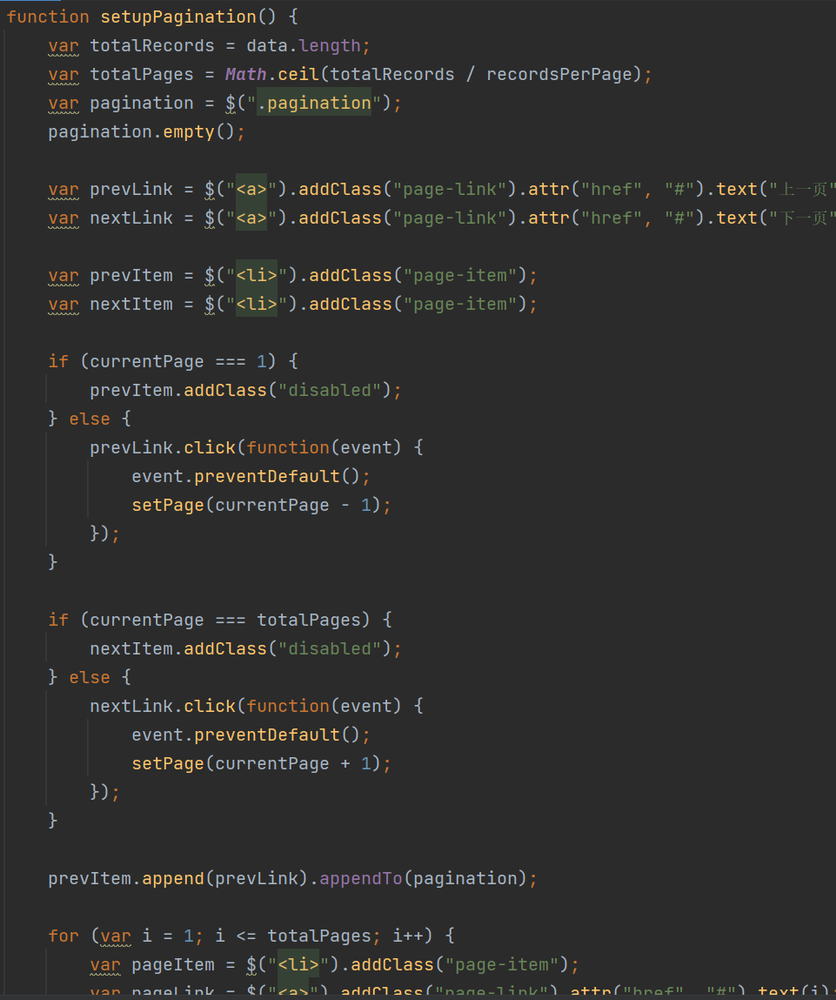 function setupPagination() {
    var totalRecords = data.length;
    var totalPages = Math.ceil(totalRecords / recordsPerPage);
    var pagination = $(".pagination");
    pagination.empty();

    var prevLink = $("<a>").addClass("page-link").attr("href", "#").text("上一页"
    var nextLink = $("<a>").addClass("page-link").attr("href", "#").text("下一页"

    var prevItem = $("<li>").addClass("page-item");
    var nextItem = $("<li>").addClass("page-item");

    if (currentPage === 1) {
        prevItem.addClass("disabled");
    } else {
        prevLink.click(function(event) {
            event.preventDefault();
            setPage(currentPage - 1);
        });
    }

    if (currentPage === totalPages) {
        nextItem.addClass("disabled");
    } else {
        nextLink.click(function(event) {
            event.preventDefault();
            setPage(currentPage + 1);
        });
    }

    prevItem.append(prevLink).appendTo(pagination);

    for (var i = 1; i <= totalPages; i++) {
        var pageItem = $("<li>").addClass("page-item");
        var pageLink = $("<a>").addClass("page-link").attr("href", "#").text(i);